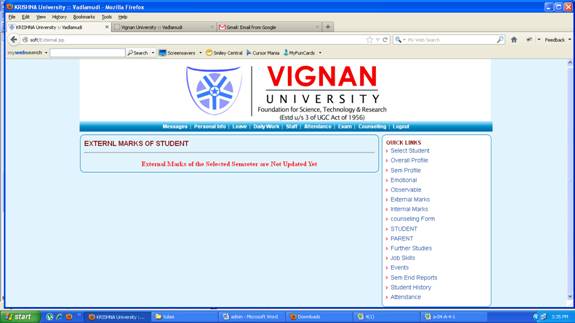 KRISHNA University :: Vadlamudi - Mozilla Firefox
File Edit View History Bookmarks Tools Help
KRISHNA University :: Vadlamudi Vignan University :: Vadlamudi Gmail: Email from Google
soft/External.jsp My Web Search Feedback
mywebsearch Search Screensavers Smiley Central Cursor Mania MyFunCards
VIGNAN
UNIVERSITY
Foundation for Science, Technology & Research
(Estd u/s 3 of UGC Act of 1956)
Messages | Personal Info | Leave | Daily Work | Staff | Attendance | Exam | Counseling | Logout
EXTERNL MARKS OF STUDENT
External Marks of the Selected Semester are Not Updated Yet
QUICK LINKS
Select Student
Overall Profile
Sem Profile
Emotional
Observable
External Marks
Internal Marks
counseling Form
STUDENT
PARENT
Further Studies
Job Skills
Events
Sem End Reports
Student History
Attendance
start KRISHNA University :... tulasi admin - Microsoft Word Downloads 4(1) 5:35 PM